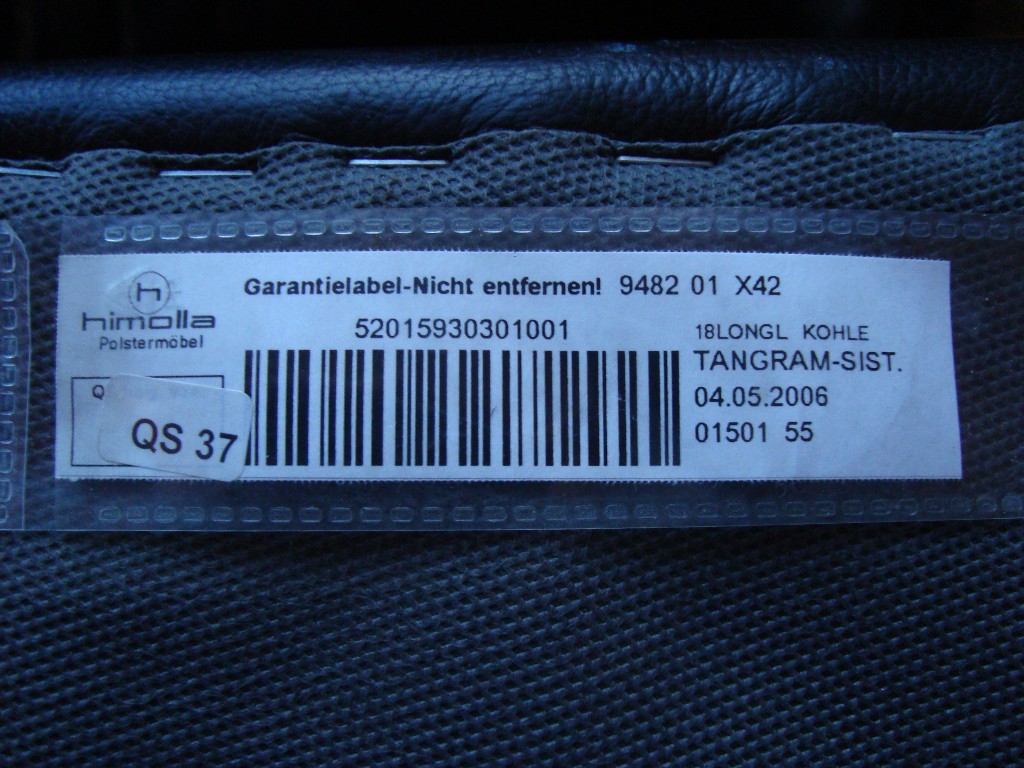 h
himolla
Polstermöbel
Garantielabel-Nicht entfernen! 9482 01 X42
52015930301001
18LONGL KOHLE
TANGRAM-SIST.
04.05.2006
01501 55
Q
QS 37